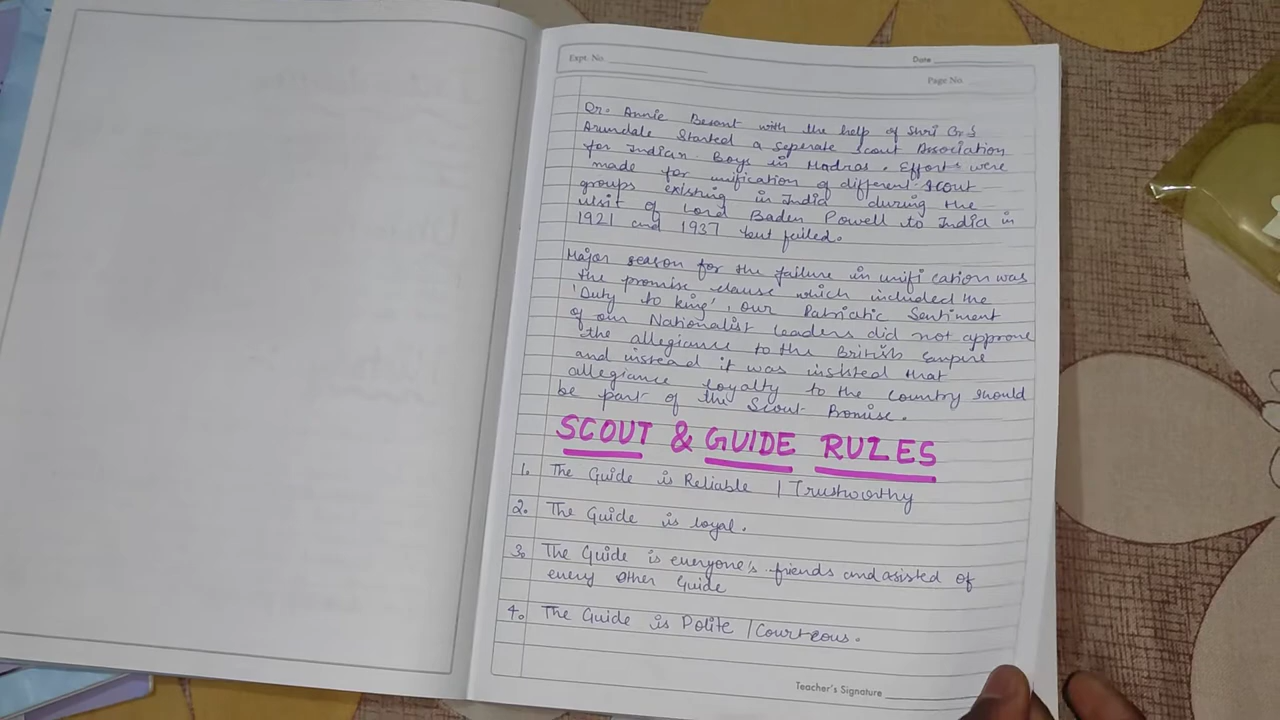 Expt. No.
Date
Page No.
Dr. Annie Besant with the help of Shri G.S
Arundale Started a seperate Scout Association
for Indian Boys in Madras. Efforts were
made for unification of different scout
groups existing in India during the
visit of Lord Baden Powell to India in
1921 and 1937 but failed.
Major reason for the failure in unifi cation was
the promise clause which included the
'Duty to king', our Patriatic Sentiment
of our Nationalist leaders did not approve
the allegiance to the British Empire
and instead it was insisted that
allegiance loyalty to the country should
be part of the Scout Promise.
SCOUT & GUIDE RULES
1. The Guide is Reliable | Trustworthy
2. The Guide is loyal.
3. The Guide is everyone's friends and asisted of
every other Guide
4. The Guide is Polite | Courteous.
Teacher's Signature